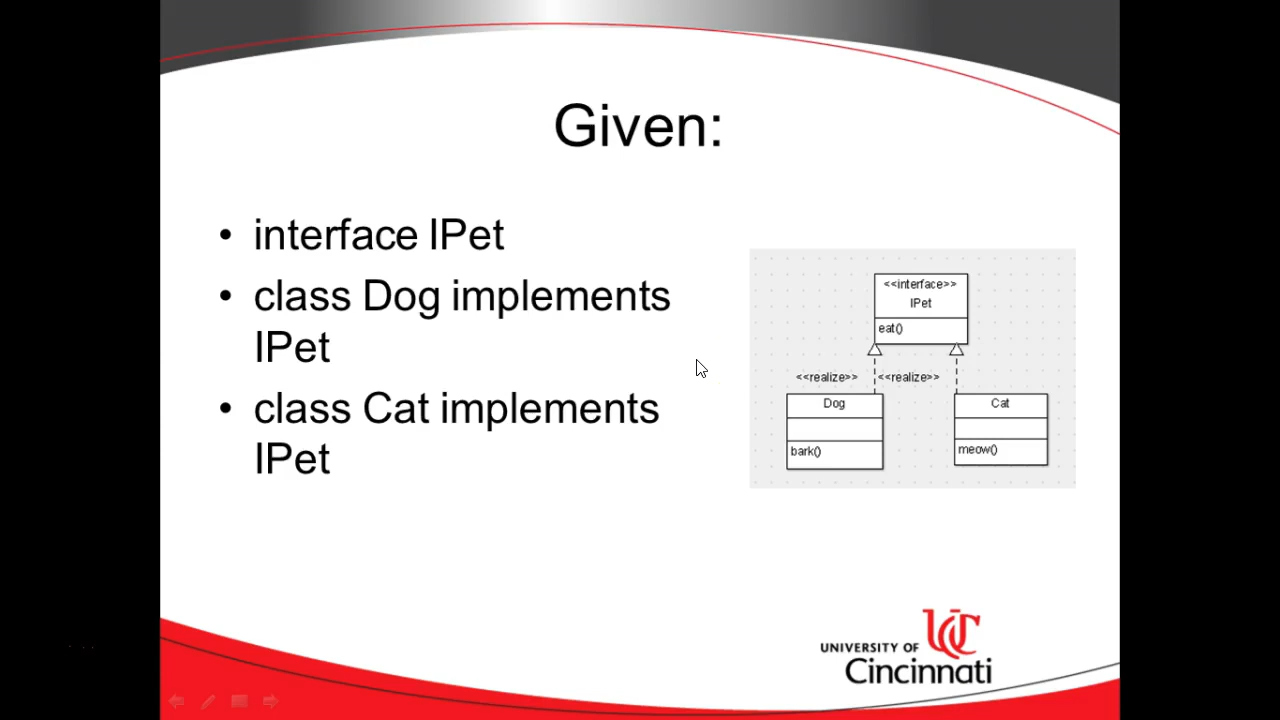 Given:
• interface IPet
• class Dog implements
IPet
• class Cat implements
IPet
<<interface>>
IPet
eat()
<<realize>>
<<realize>>
Dog
Cat
bark()
meow()
UC
UNIVERSITY OF
Cincinnati